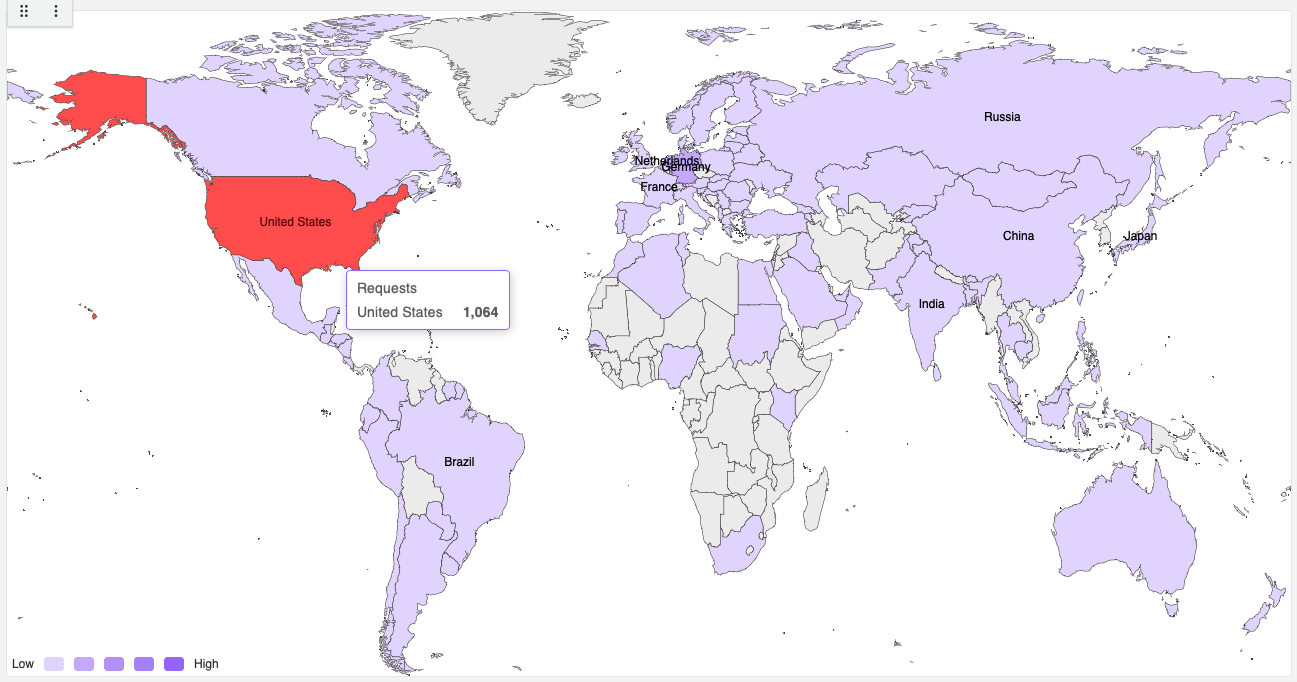 Russia
Netherlands
Germany
France
United States
China
Japan
Requests
United States 1,064
India
Brazil
Low High